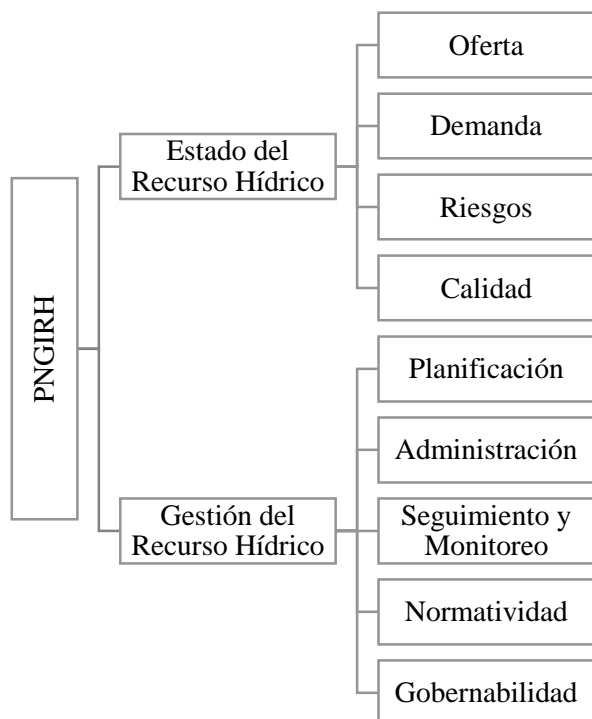 PNGIRH
Estado del
Recurso Hídrico
Oferta
Demanda
Riesgos
Calidad
Gestión del
Recurso Hídrico
Planificación
Administración
Seguimiento y
Monitoreo
Normatividad
Gobernabilidad